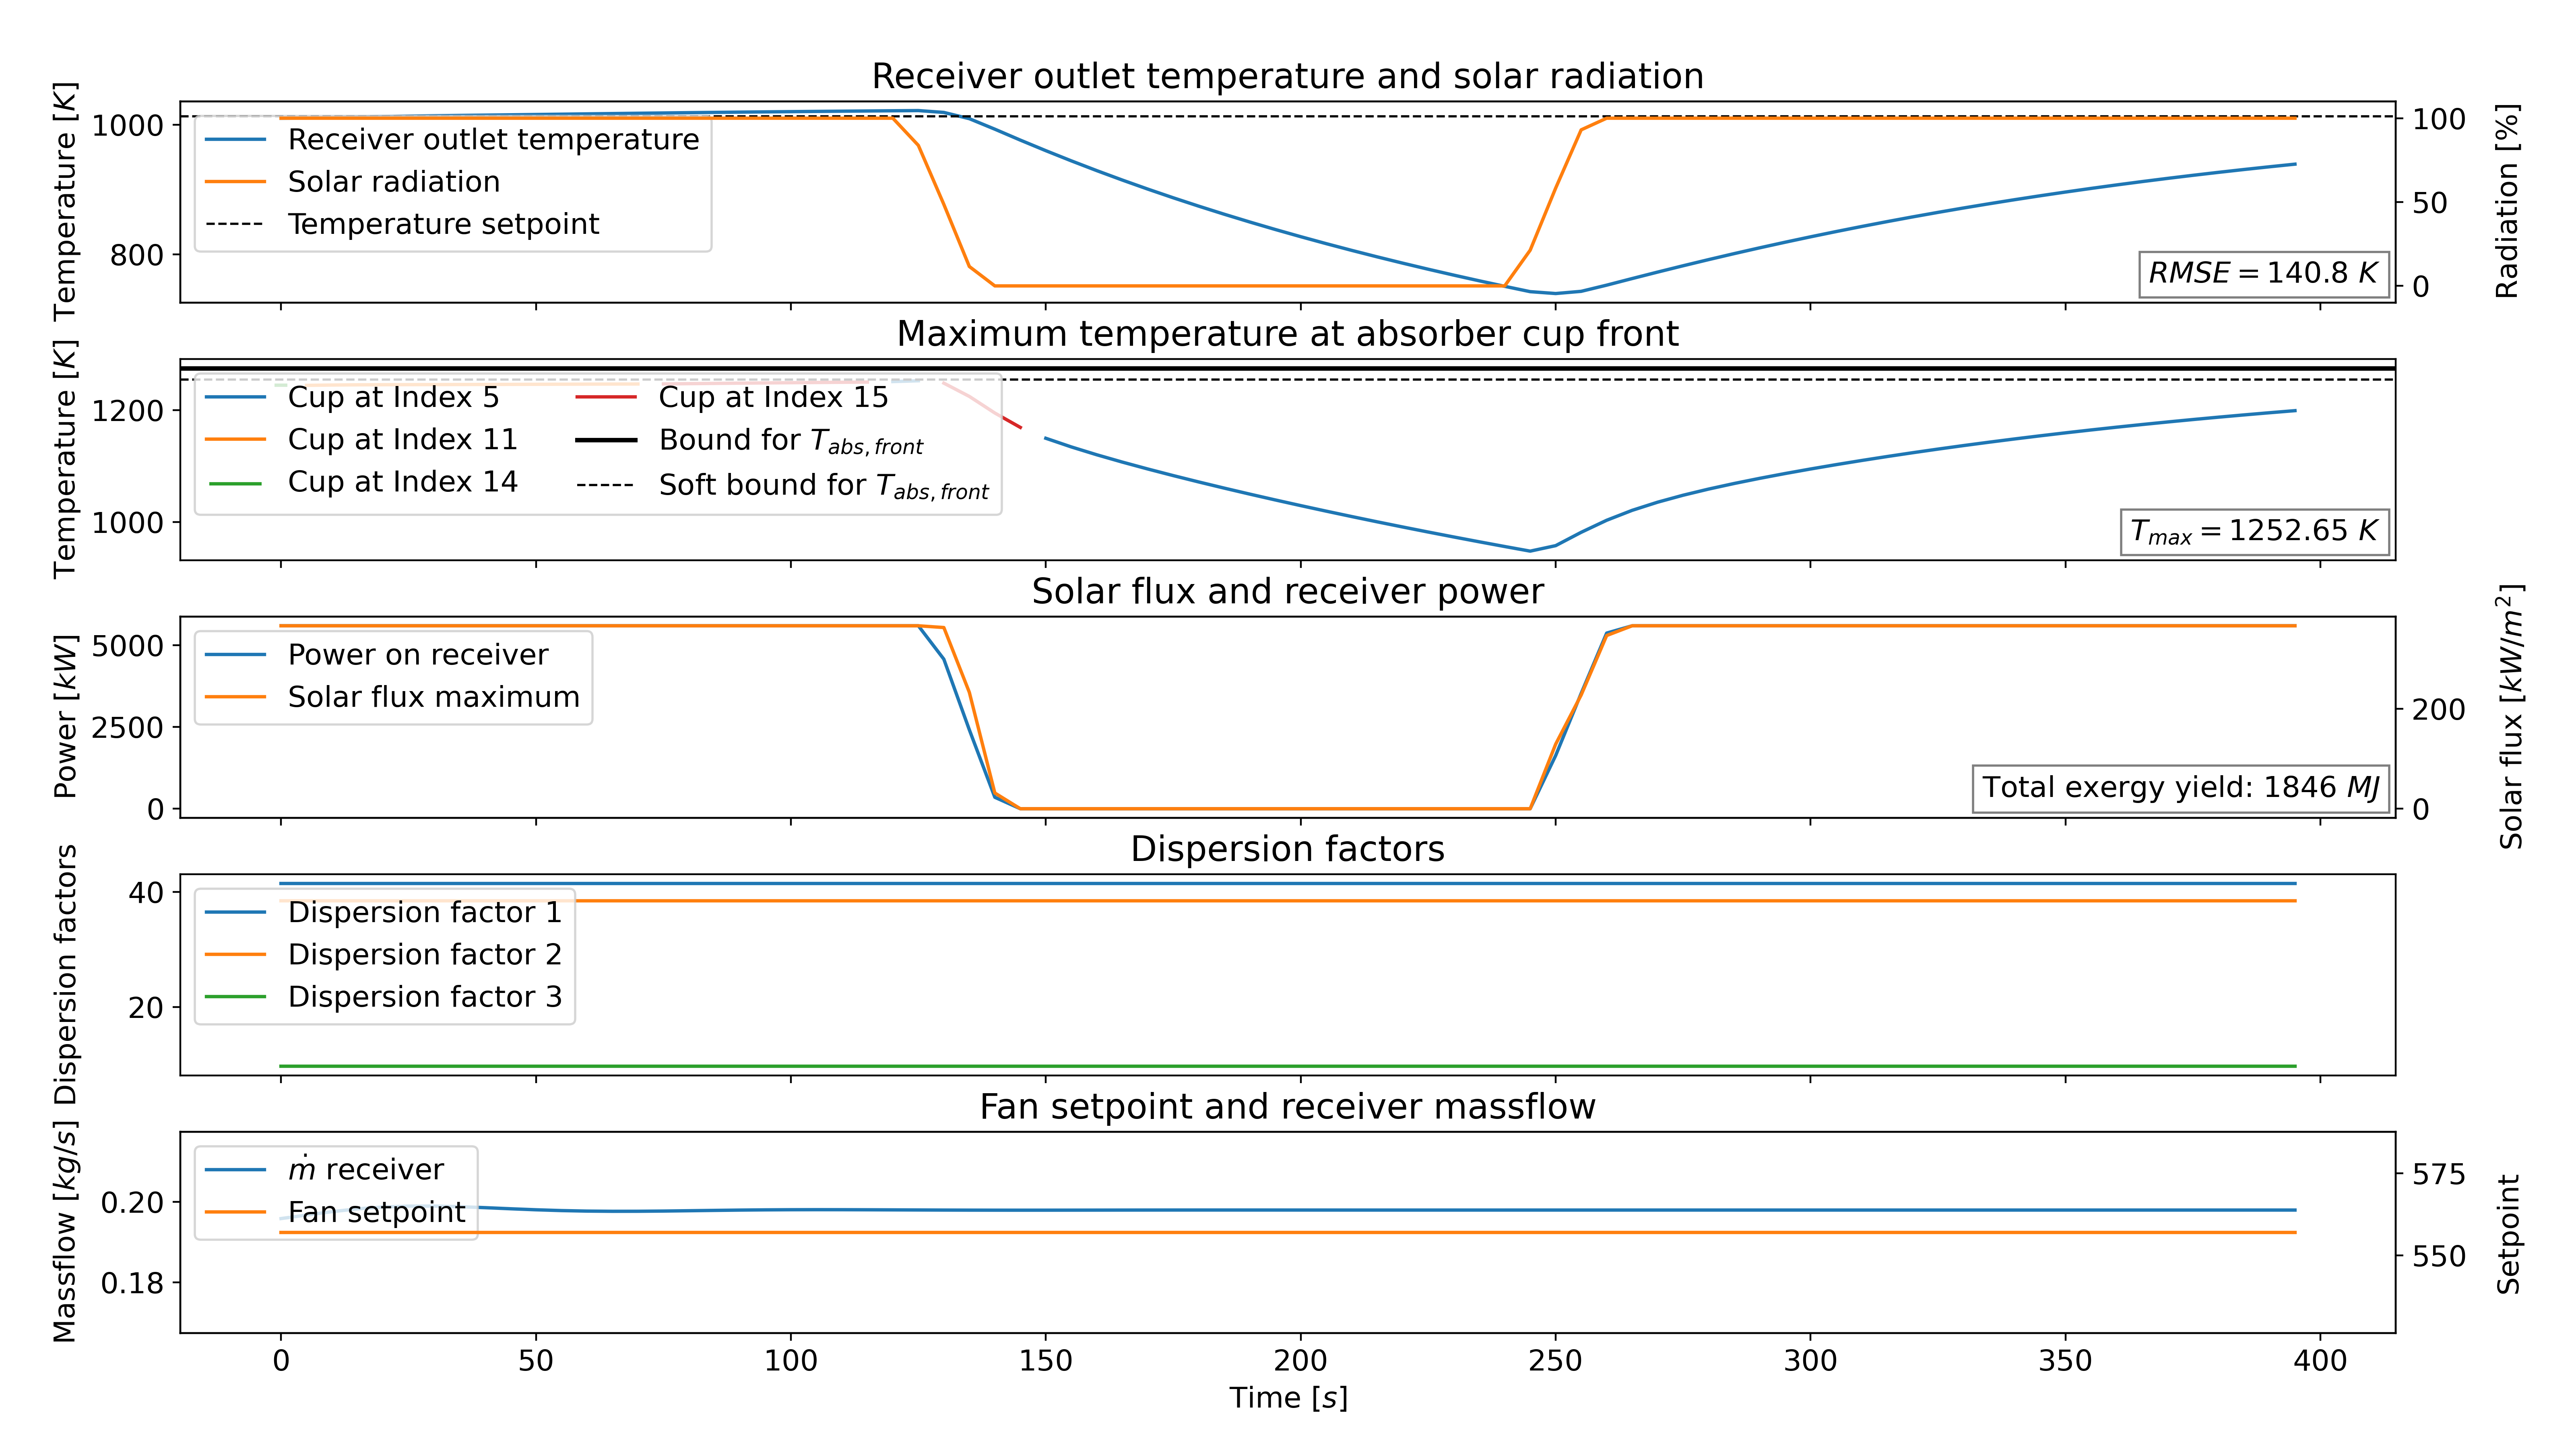 Receiver outlet temperature and solar radiation
Temperature [K]
1000
800
Receiver outlet temperature
Solar radiation
Temperature setpoint
RMSE = 140.8 K
100
50
0
Radiation [%]
Maximum temperature at absorber cup front
Temperature [K]
1200
1000
Cup at Index 5
Cup at Index 11
Cup at Index 14
Cup at Index 15
Bound for T_{abs,front}
Soft bound for T_{abs,front}
T_{max} = 1252.65 K
Solar flux and receiver power
Power [kW]
5000
2500
0
Power on receiver
Solar flux maximum
Total exergy yield: 1846 MJ
200
0
Solar flux [kW/m²]
Dispersion factors
Dispersion factors
40
20
Dispersion factor 1
Dispersion factor 2
Dispersion factor 3
Fan setpoint and receiver massflow
Massflow [kg/s]
0.20
0.18
ṁ receiver
Fan setpoint
575
550
Setpoint
0 50 100 150 200 250 300 350 400
Time [s]